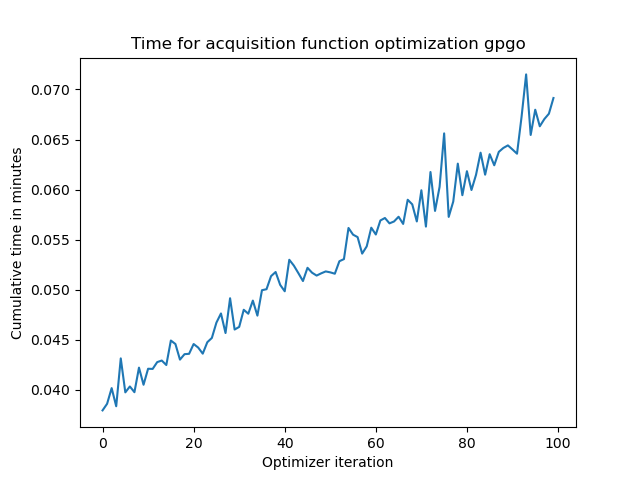 Time for acquisition function optimization gpgo
0.070
0.065
0.060
0.055
0.050
0.045
0.040
Cumulative time in minutes
0 20 40 60 80 100
Optimizer iteration